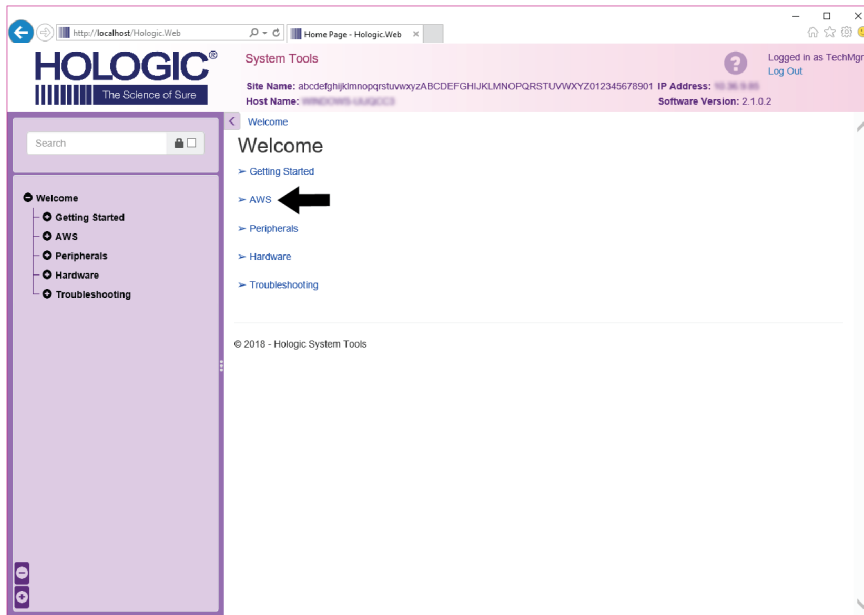 http://localhost/Hologic.Web
Home Page - Hologic.Web
HOLOGIC®
The Science of Sure
System Tools
Logged in as TechMgr
Log Out
Site Name: abcdefghijklmnopqrstuvwxyzABCDEFGHIJKLMNOPQRSTUVWXYZ012345678901 IP Address:
Host Name:
Software Version: 2.1.0.2
Search
Welcome
Getting Started
AWS
Peripherals
Hardware
Troubleshooting
Welcome
Welcome
➢ Getting Started
➢ AWS
➢ Peripherals
➢ Hardware
➢ Troubleshooting
© 2018 - Hologic System Tools